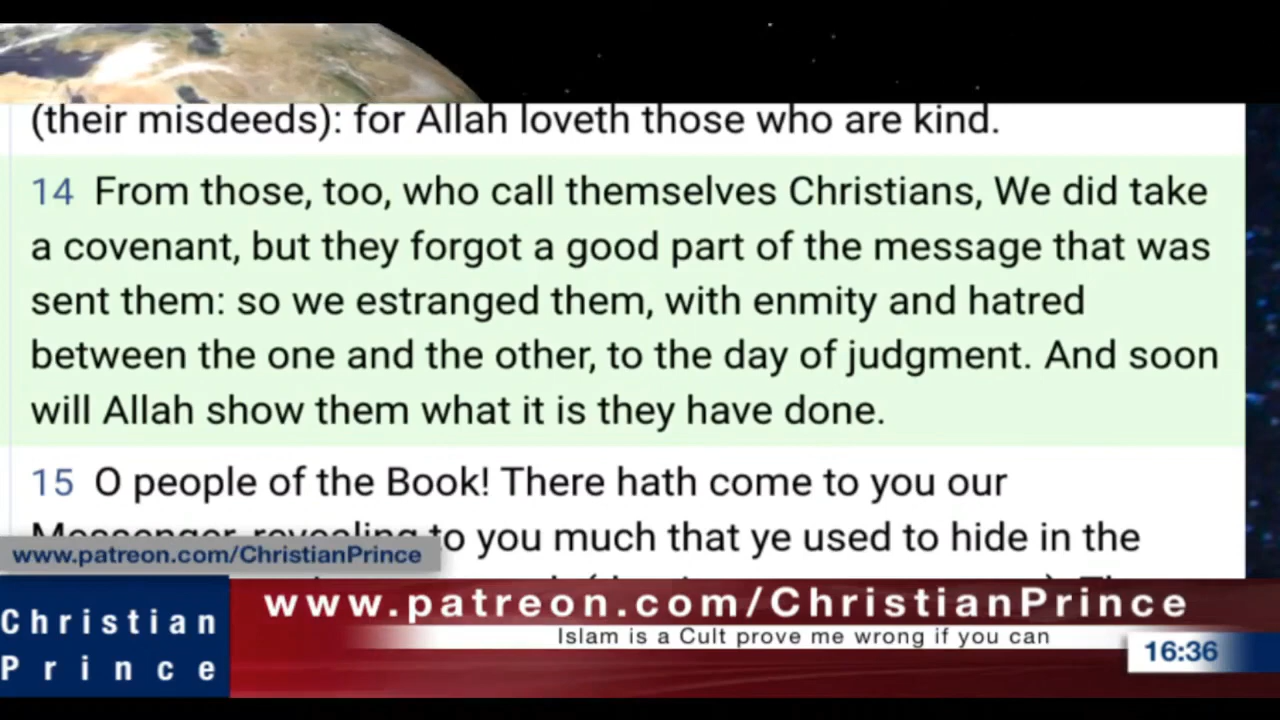 (their misdeeds): for Allah loveth those who are kind.
14 From those, too, who call themselves Christians, We did take
a covenant, but they forgot a good part of the message that was
sent them: so we estranged them, with enmity and hatred
between the one and the other, to the day of judgment. And soon
will Allah show them what it is they have done.
15 O people of the Book! There hath come to you our
Messenger, revealing to you much that ye used to hide in the
www.patreon.com/ChristianPrince
Christian
Prince
www.patreon.com/ChristianPrince
Islam is a Cult prove me wrong if you can
16:36